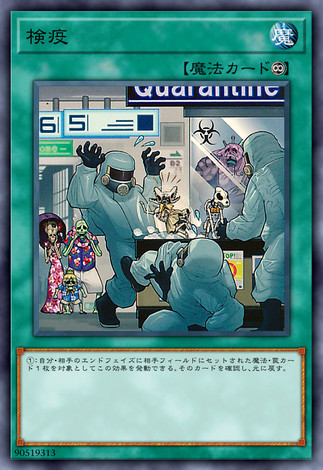 検疫
魔
【魔法カード】
Quarantine
6
5
B2
STOP!
①：自分・相手のエンドフェイズに相手フィールドにセットされた魔法・罠カー
ド１枚を対象としてこの効果を発動できる。そのカードを確認し、元に戻す。
90519313